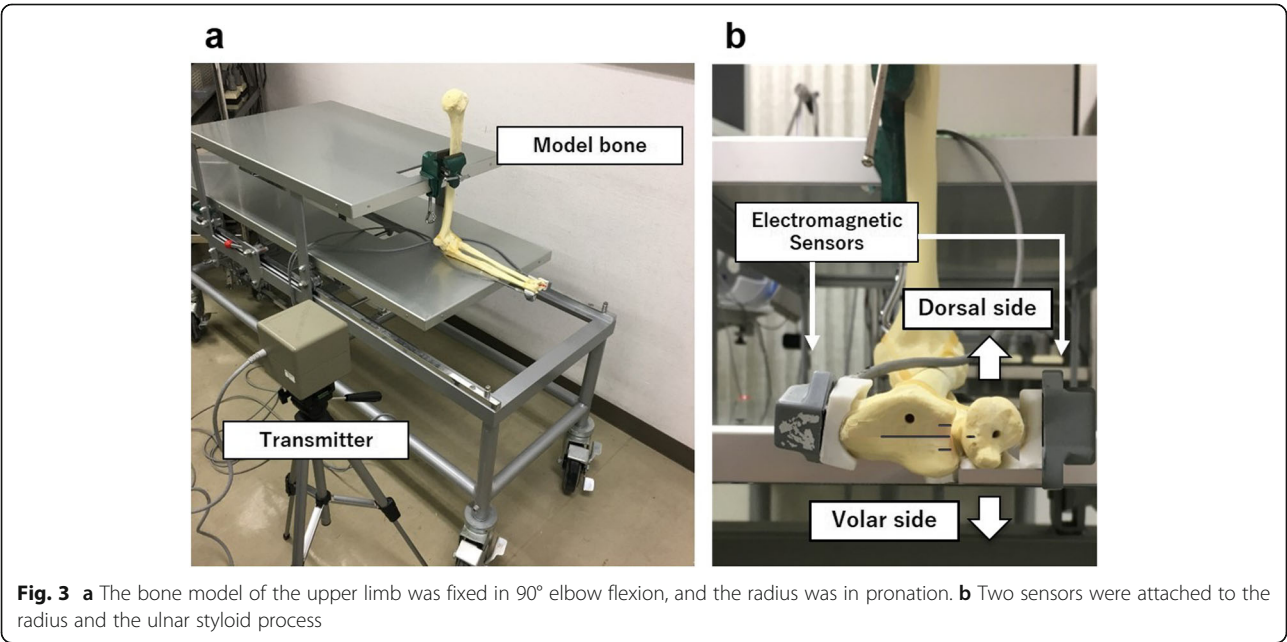 a
b
Model bone
Transmitter
Electromagnetic
Sensors
Dorsal side
Volar side
Fig. 3 a The bone model of the upper limb was fixed in 90° elbow flexion, and the radius was in pronation. b Two sensors were attached to the
radius and the ulnar styloid process